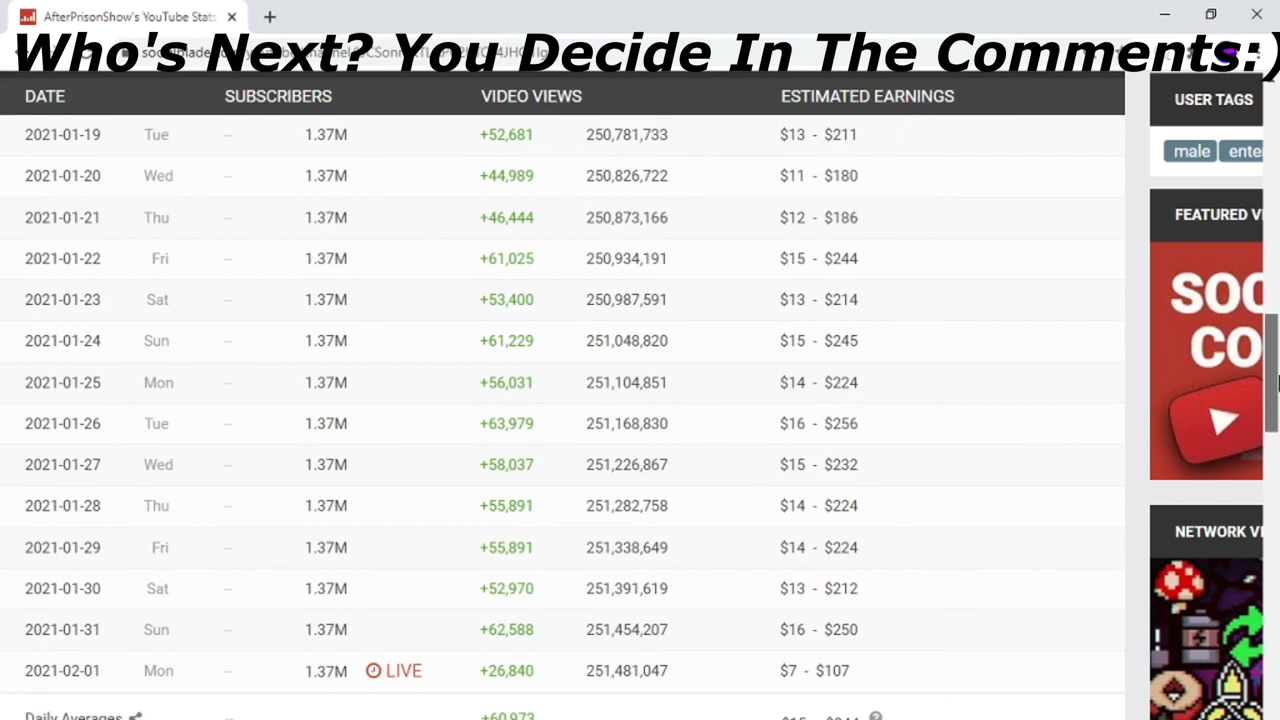 AfterPrisonShow's YouTube Stats
Who's Next? You Decide In The Comments:)
DATE SUBSCRIBERS VIDEO VIEWS ESTIMATED EARNINGS
2021-01-19 Tue -- 1.37M +52,681 250,781,733 $13 - $211
2021-01-20 Wed -- 1.37M +44,989 250,826,722 $11 - $180
2021-01-21 Thu -- 1.37M +46,444 250,873,166 $12 - $186
2021-01-22 Fri -- 1.37M +61,025 250,934,191 $15 - $244
2021-01-23 Sat -- 1.37M +53,400 250,987,591 $13 - $214
2021-01-24 Sun -- 1.37M +61,229 251,048,820 $15 - $245
2021-01-25 Mon -- 1.37M +56,031 251,104,851 $14 - $224
2021-01-26 Tue -- 1.37M +63,979 251,168,830 $16 - $256
2021-01-27 Wed -- 1.37M +58,037 251,226,867 $15 - $232
2021-01-28 Thu -- 1.37M +55,891 251,282,758 $14 - $224
2021-01-29 Fri -- 1.37M +55,891 251,338,649 $14 - $224
2021-01-30 Sat -- 1.37M +52,970 251,391,619 $13 - $212
2021-01-31 Sun -- 1.37M +62,588 251,454,207 $16 - $250
2021-02-01 Mon -- 1.37M LIVE +26,840 251,481,047 $7 - $107
Daily Averages +60,973
USER TAGS
male ente
FEATURED VI
SOC
CO
NETWORK VI